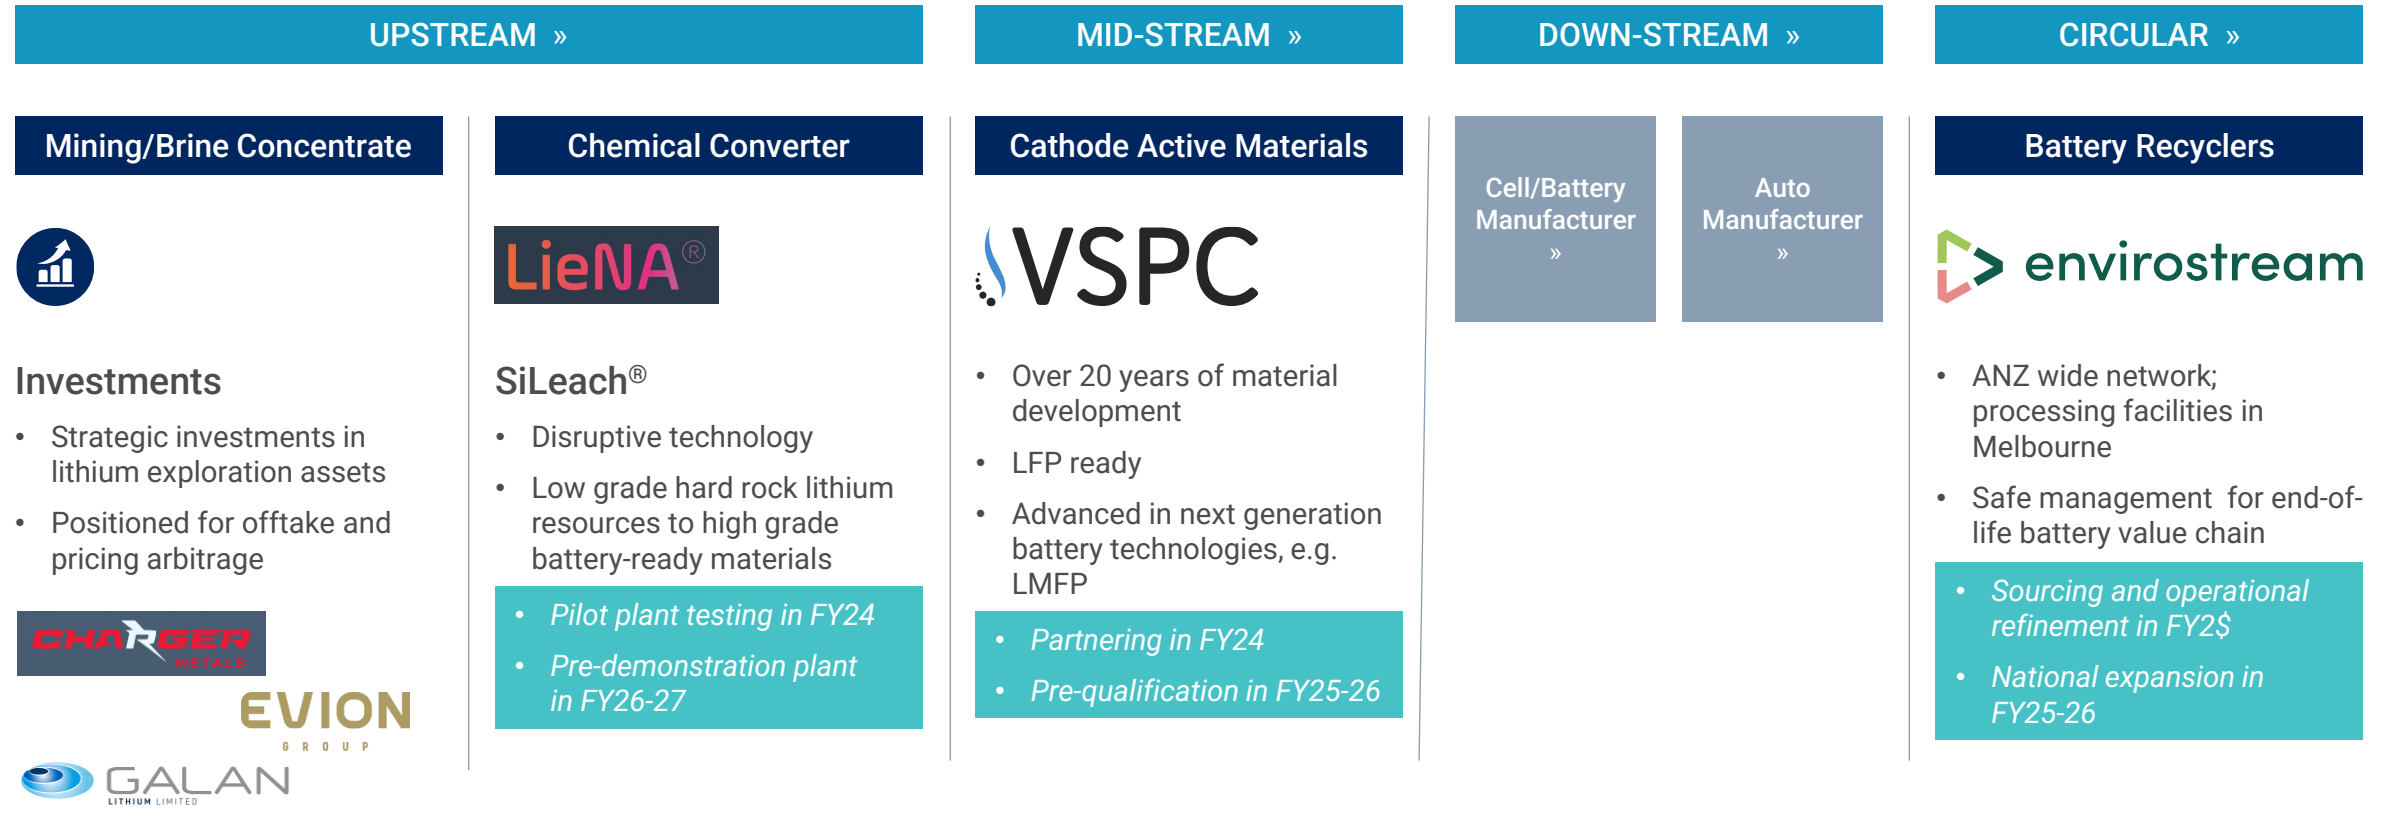 UPSTREAM »
MID-STREAM »
DOWN-STREAM »
CIRCULAR »
Mining/Brine Concentrate
Investments
• Strategic investments in
lithium exploration assets
• Positioned for offtake and
pricing arbitrage
CHARGER
METALS
EVION
GROUP
GALAN
LITHIUM LIMITED
Chemical Converter
LieNA®
SiLeach®
• Disruptive technology
• Low grade hard rock lithium
resources to high grade
battery-ready materials
• Pilot plant testing in FY24
• Pre-demonstration plant
in FY26-27
Cathode Active Materials
VSPC
• Over 20 years of material
development
• LFP ready
• Advanced in next generation
battery technologies, e.g.
LMFP
• Partnering in FY24
• Pre-qualification in FY25-26
Cell/Battery
Manufacturer
»
Auto
Manufacturer
»
Battery Recyclers
envirostream
• ANZ wide network;
processing facilities in
Melbourne
• Safe management  for end-of-
life battery value chain
• Sourcing and operational
refinement in FY2$
• National expansion in
FY25-26